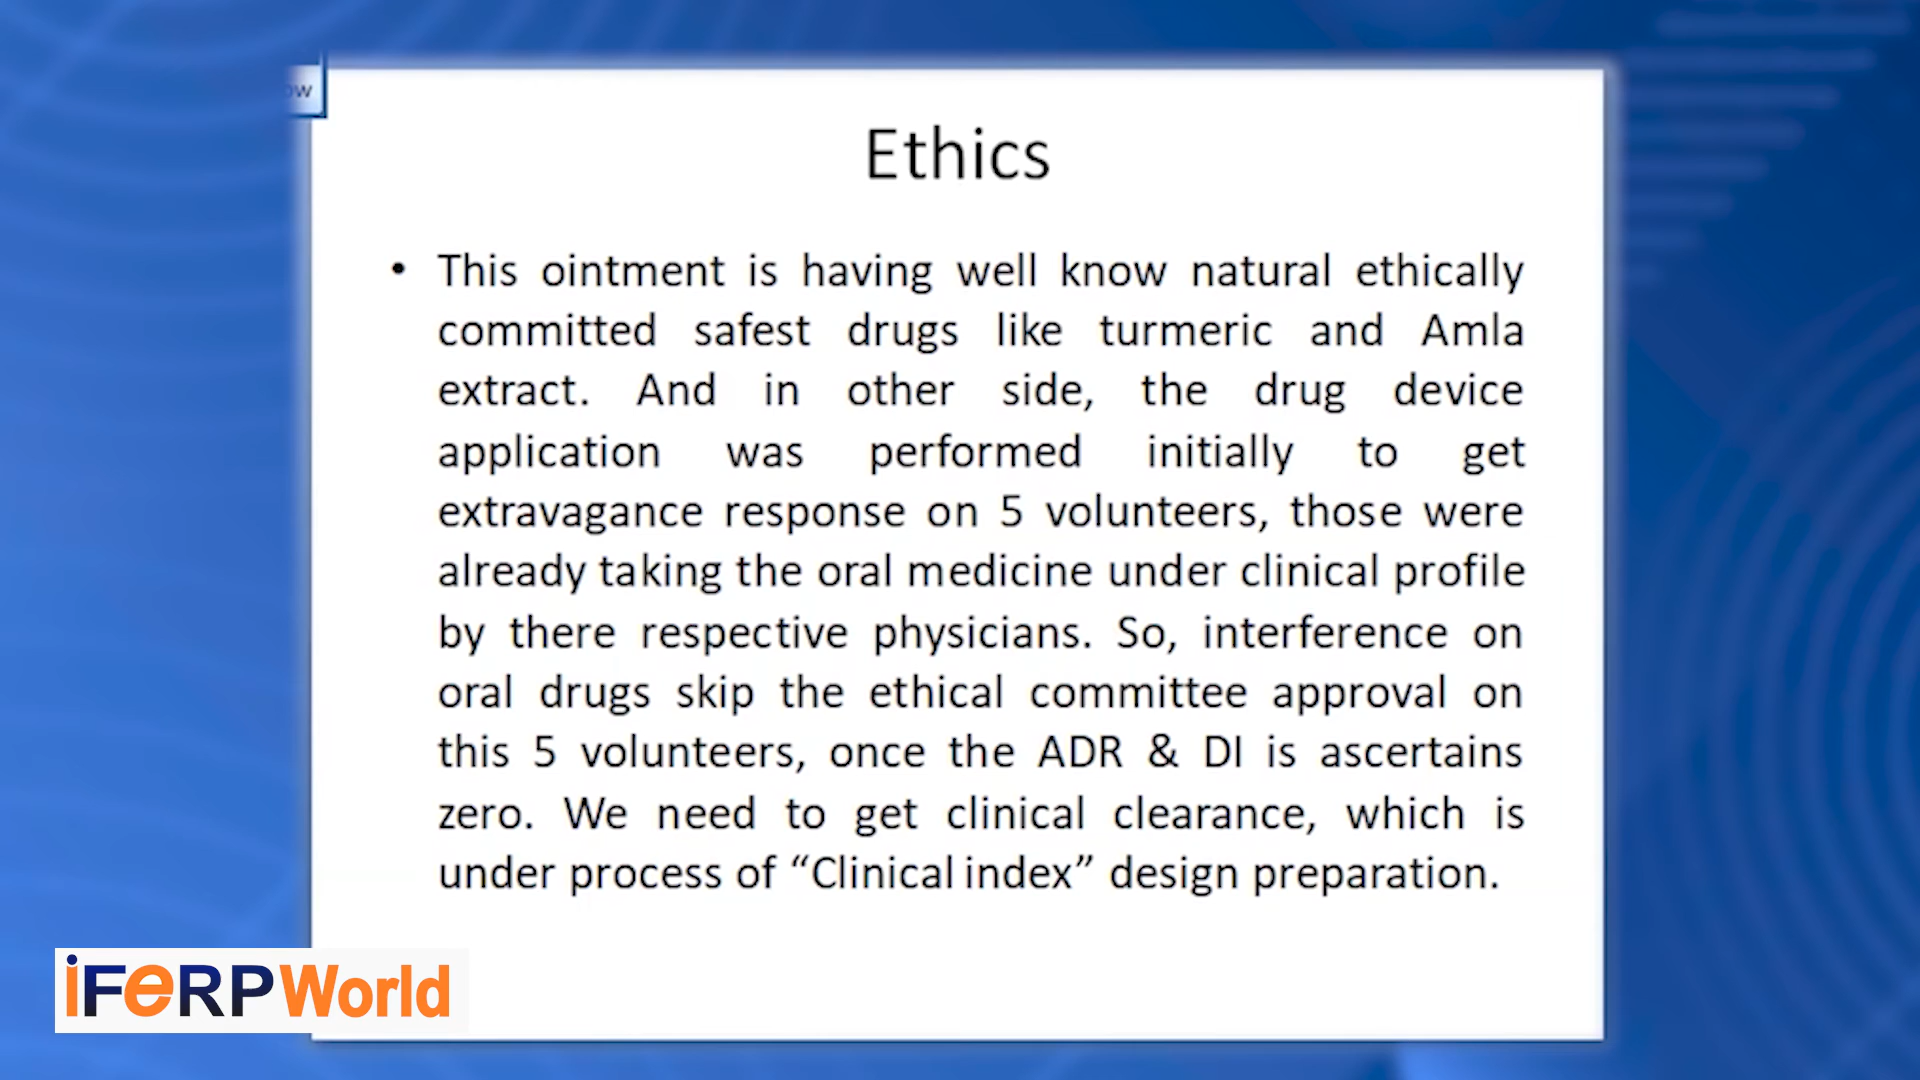 ow
Ethics
• This ointment is having well know natural ethically
committed safest drugs like turmeric and Amla
extract. And in other side, the drug device
application was performed initially to get
extravagance response on 5 volunteers, those were
already taking the oral medicine under clinical profile
by there respective physicians. So, interference on
oral drugs skip the ethical committee approval on
this 5 volunteers, once the ADR & DI is ascertains
zero. We need to get clinical clearance, which is
under process of “Clinical index” design preparation.
iFeRPWorld